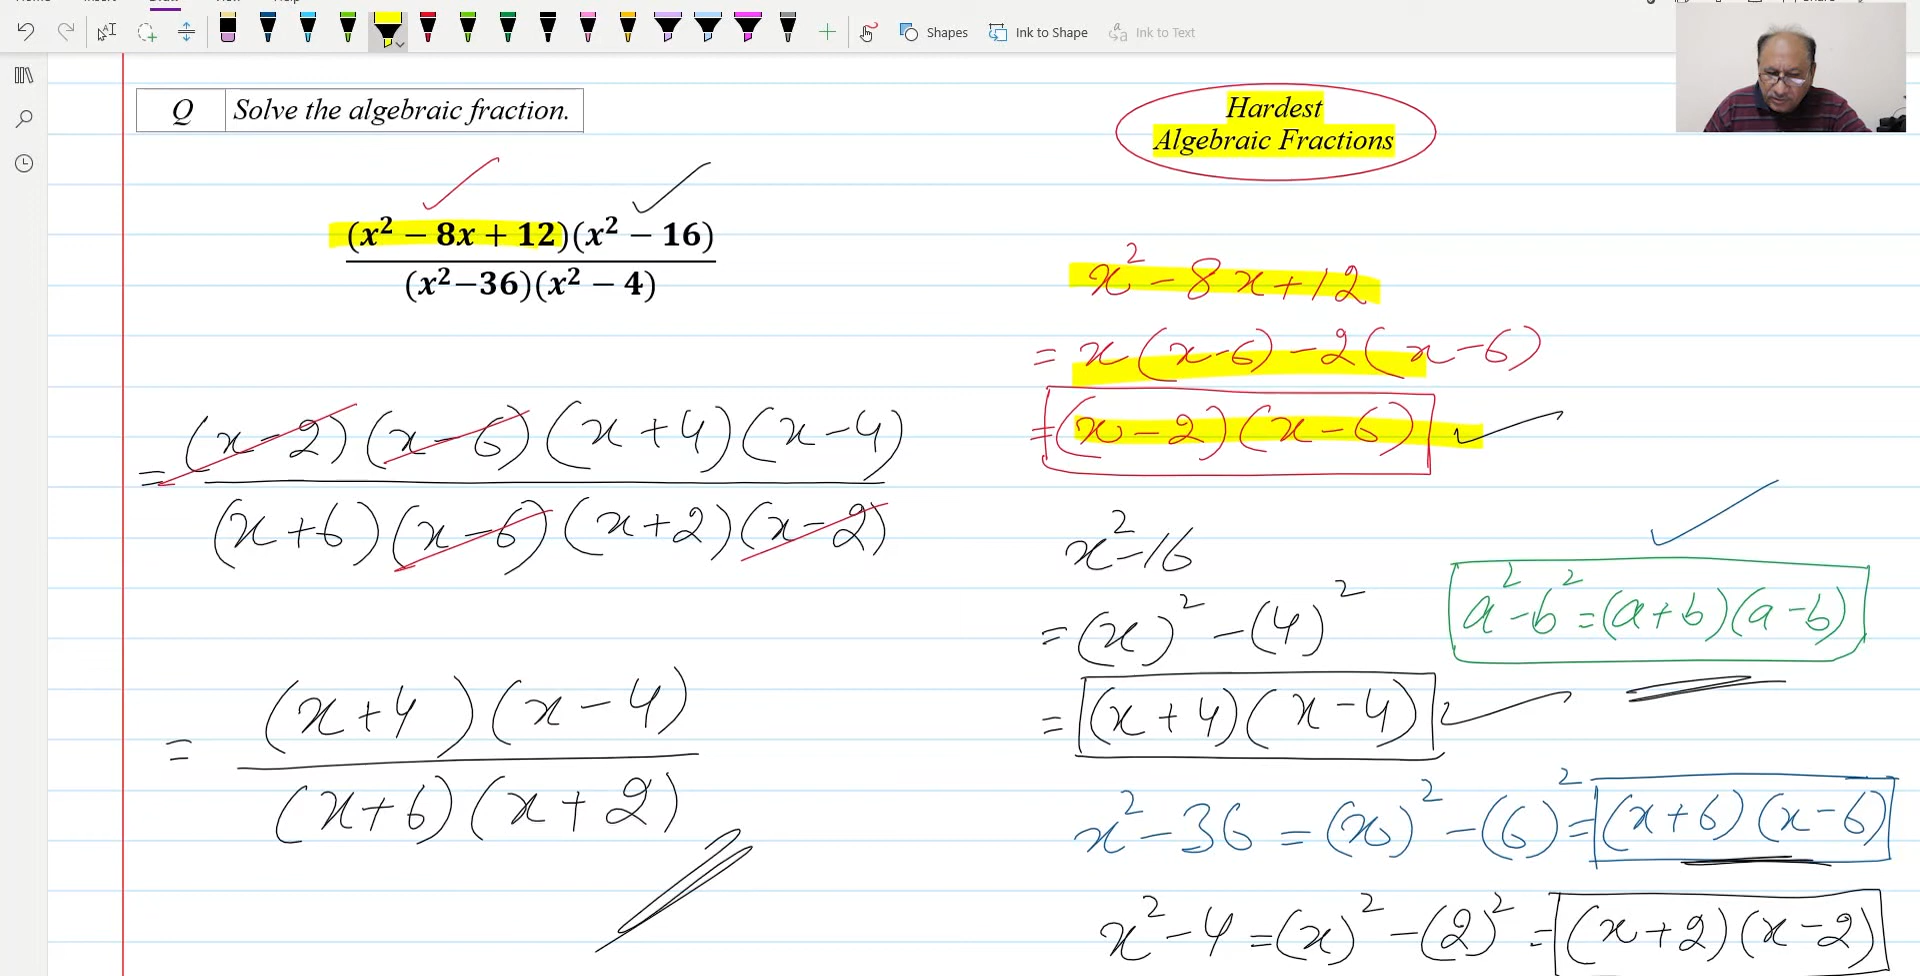 Shapes Ink to Shape Ink to Text
Q Solve the algebraic fraction.
Hardest
Algebraic Fractions
(x² − 8x + 12)(x² − 16)
(x²−36)(x² − 4)
= (x-2)(x-6)(x+4)(x-4)
(x+6)(x-6)(x+2)(x-2)
= (x+4)(x-4)
(x+6)(x+2)
x²-8x+12
= x(x-6)-2(x-6)
=(x-2)(x-6)
x²-16
=(x)²-(4)²
= (x+4)(x-4)
a²-b²=(a+b)(a-b)
x²-36=(x)²-(6)²=(x+6)(x-6)
x²-4=(x)²-(2)²=(x+2)(x-2)